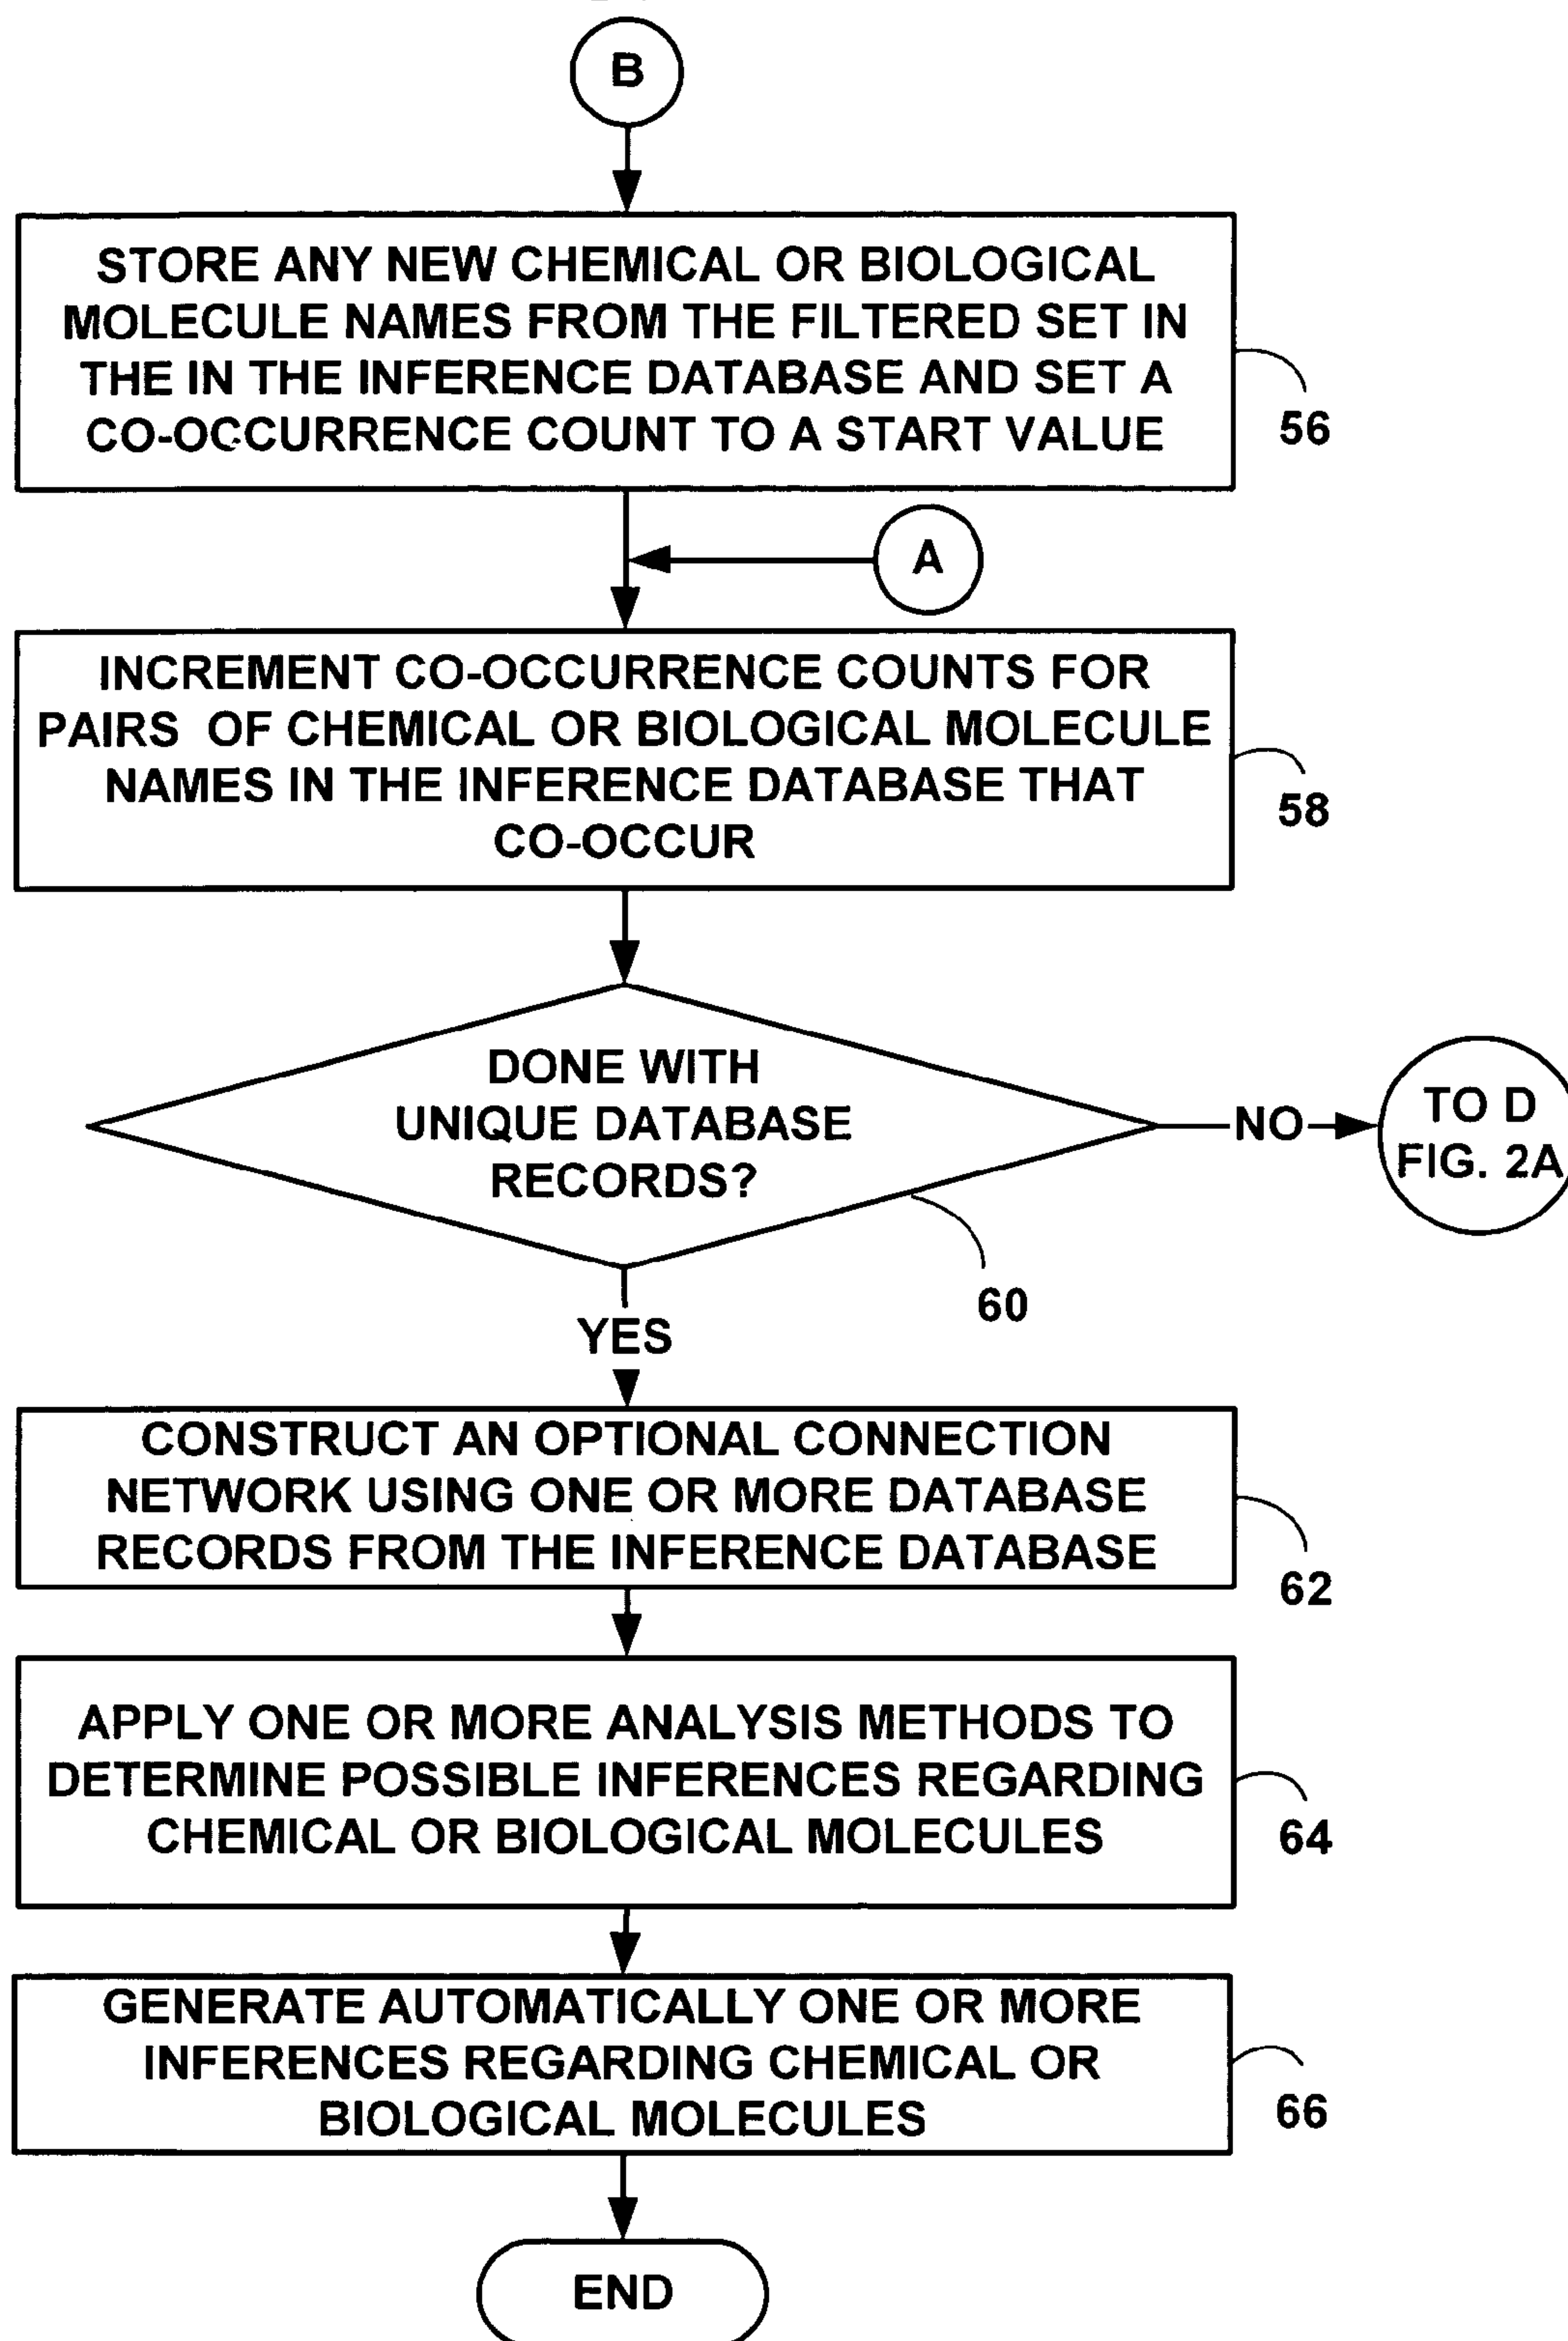 B
STORE ANY NEW CHEMICAL OR BIOLOGICAL
MOLECULE NAMES FROM THE FILTERED SET IN
THE IN THE INFERENCE DATABASE AND SET A
CO-OCCURRENCE COUNT TO A START VALUE
56
A
INCREMENT CO-OCCURRENCE COUNTS FOR
PAIRS OF CHEMICAL OR BIOLOGICAL MOLECULE
NAMES IN THE INFERENCE DATABASE THAT
CO-OCCUR
58
DONE WITH
UNIQUE DATABASE
RECORDS?
NO
TO D
FIG. 2A
60
YES
CONSTRUCT AN OPTIONAL CONNECTION
NETWORK USING ONE OR MORE DATABASE
RECORDS FROM THE INFERENCE DATABASE
62
APPLY ONE OR MORE ANALYSIS METHODS TO
DETERMINE POSSIBLE INFERENCES REGARDING
CHEMICAL OR BIOLOGICAL MOLECULES
64
GENERATE AUTOMATICALLY ONE OR MORE
INFERENCES REGARDING CHEMICAL OR
BIOLOGICAL MOLECULES
66
END